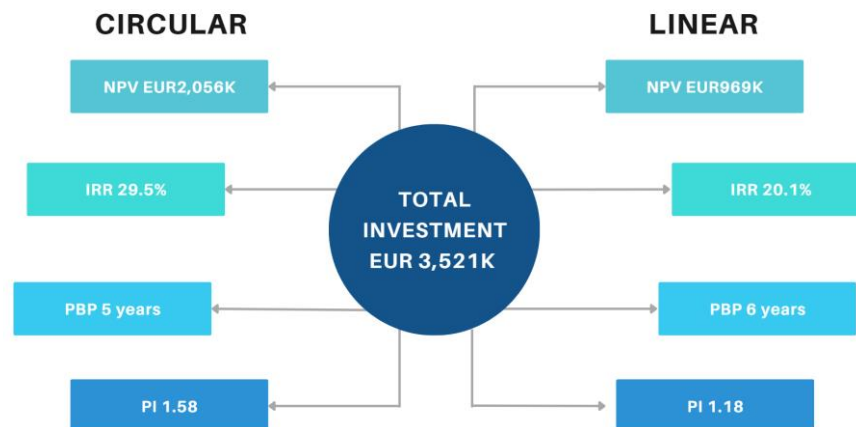 CIRCULAR
LINEAR
NPV EUR2,056K
NPV EUR969K
IRR 29.5%
IRR 20.1%
TOTAL
INVESTMENT
EUR 3,521K
PBP 5 years
PBP 6 years
PI 1.58
PI 1.18